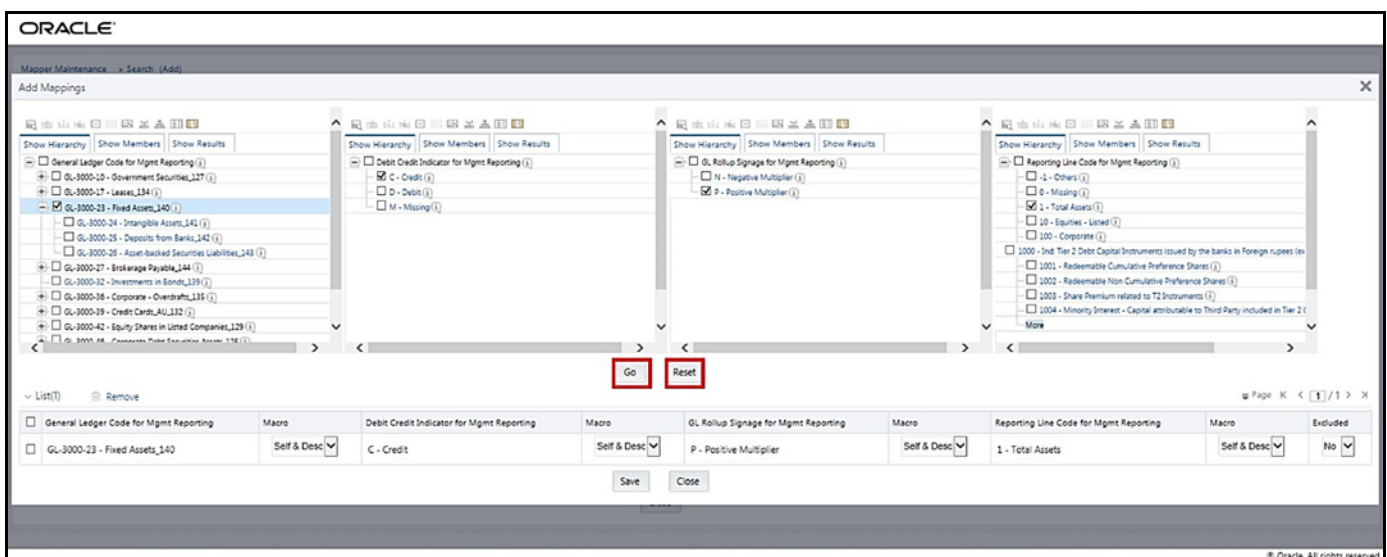 ORACLE
Mapper Maintenance > Search (Add)
Add Mappings
Show Hierarchy Show Members Show Results
General Ledger Code for Mgmt Reporting
GL-3000-10 - Government Securities_127
GL-3000-17 - Leases_134
GL-3000-23 - Fixed Assets_140
GL-3000-24 - Intangible Assets_141
GL-3000-25 - Deposits from Banks_142
GL-3000-26 - Asset-backed Securities Liabilities_143
GL-3000-27 - Brokerage Payable_144
GL-3000-32 - Investments in Bonds_139
GL-3000-36 - Corporate - Overdrafts_135
GL-3000-39 - Credit Cards_AU_132
GL-3000-42 - Equity Shares in Listed Companies_129
Show Hierarchy Show Members Show Results
Debit Credit Indicator for Mgmt Reporting
C - Credit
D - Debit
M - Missing
Show Hierarchy Show Members Show Results
GL Rollup Signage for Mgmt Reporting
N - Negative Multiplier
P - Positive Multiplier
Show Hierarchy Show Members Show Results
Reporting Line Code for Mgmt Reporting
-1 - Others
0 - Missing
1 - Total Assets
10 - Equities - Listed
100 - Corporate
1000 - Ind: Tier 2 Debt Capital Instruments issued by the banks in Foreign rupees (ex
1001 - Redeemable Cumulative Preference Shares
1002 - Redeemable Non Cumulative Preference Shares
1003 - Share Premium related to T2 Instruments
1004 - Minority Interest - Capital attributable to Third Party included in Tier 2
More
Go Reset
List(1) Remove Page 1 / 1
General Ledger Code for Mgmt Reporting Macro Debit Credit Indicator for Mgmt Reporting Macro GL Rollup Signage for Mgmt Reporting Macro Reporting Line Code for Mgmt Reporting Macro Excluded
GL-3000-23 - Fixed Assets_140 Self & Desc C - Credit Self & Desc P - Positive Multiplier Self & Desc 1 - Total Assets Self & Desc No
Save Close
© Oracle. All rights reserved